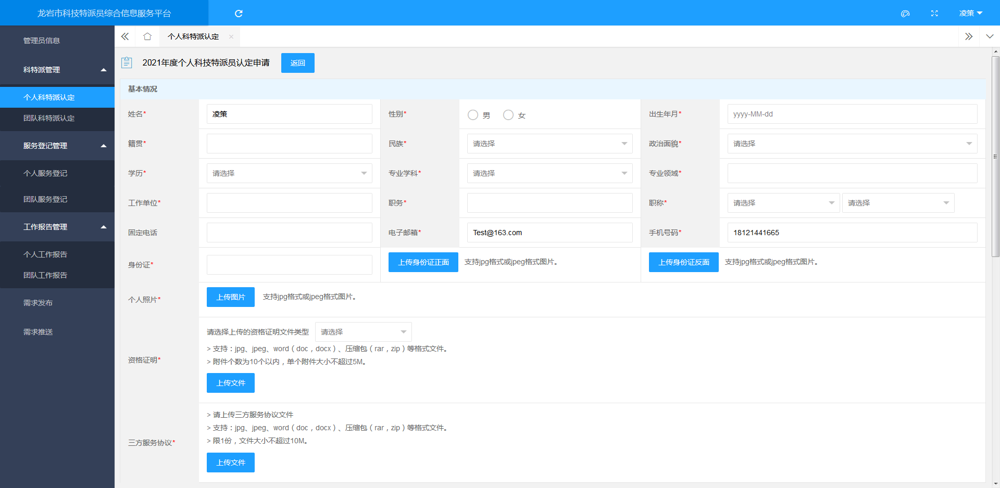 龙岩市科技特派员综合信息服务平台
凌策
管理员信息
科特派管理
个人科特派认定
团队科特派认定
服务登记管理
个人服务登记
团队服务登记
工作报告管理
个人工作报告
团队工作报告
需求发布
需求推送
个人科特派认定
2021年度个人科技特派员认定申请 返回
基本情况
姓名* 凌策 性别* 男 女 出生年月* yyyy-MM-dd
籍贯* 民族* 请选择 政治面貌* 请选择
学历* 请选择 专业学科* 请选择 专业领域*
工作单位* 职务* 职称* 请选择 请选择
固定电话 电子邮箱* Test@163.com 手机号码* 18121441665
身份证* 上传身份证正面 支持jpg格式或jpeg格式图片。 上传身份证反面 支持jpg格式或jpeg格式图片。
个人照片* 上传图片 支持jpg格式或jpeg格式图片。
资格证明*
请选择上传的资格证明文件类型 请选择
> 支持：jpg、jpeg、word（doc，docx）、压缩包（rar，zip）等格式文件。
> 附件个数为10个以内，单个附件大小不超过5M。
上传文件
三方服务协议*
> 请上传三方服务协议文件
> 支持：jpg、jpeg、word（doc，docx）、压缩包（rar，zip）等格式文件。
> 限1份，文件大小不超过10M。
上传文件